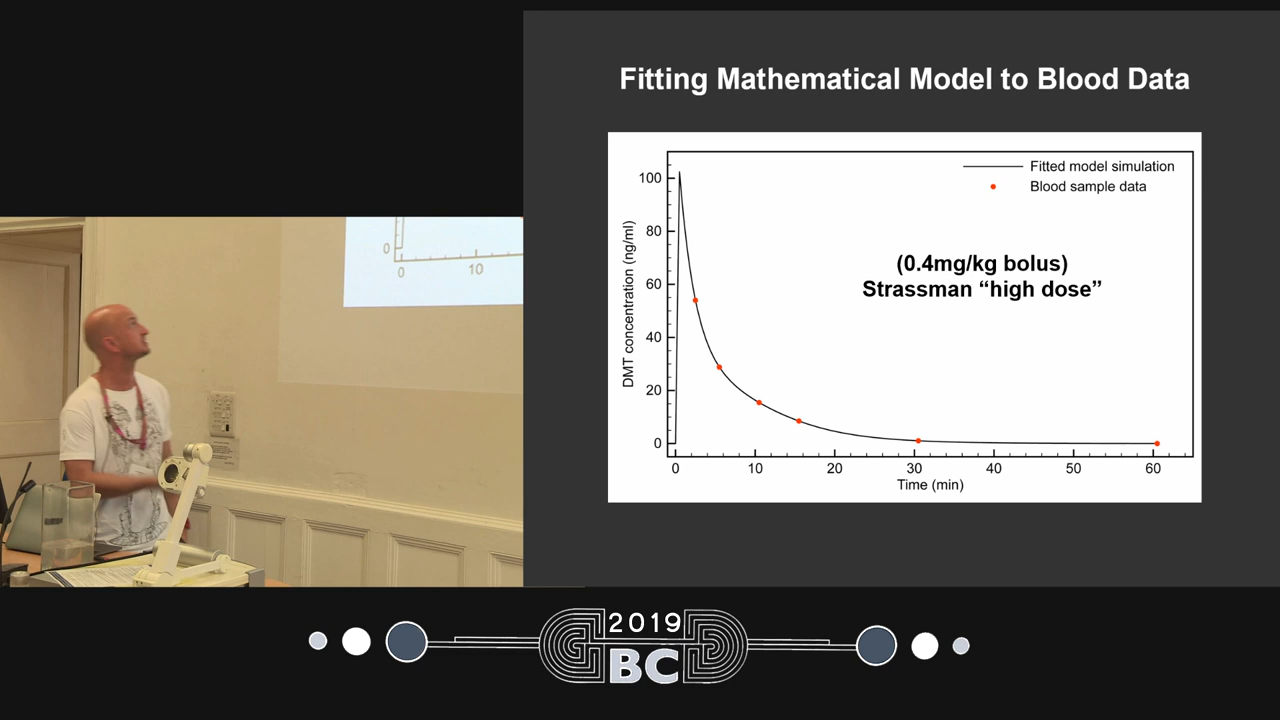 Fitting Mathematical Model to Blood Data
Fitted model simulation
Blood sample data
(0.4mg/kg bolus)
Strassman “high dose”
DMT concentration (ng/ml)
100
80
60
40
20
0
0 10 20 30 40 50 60
Time (min)
0
0 10
2019
BC